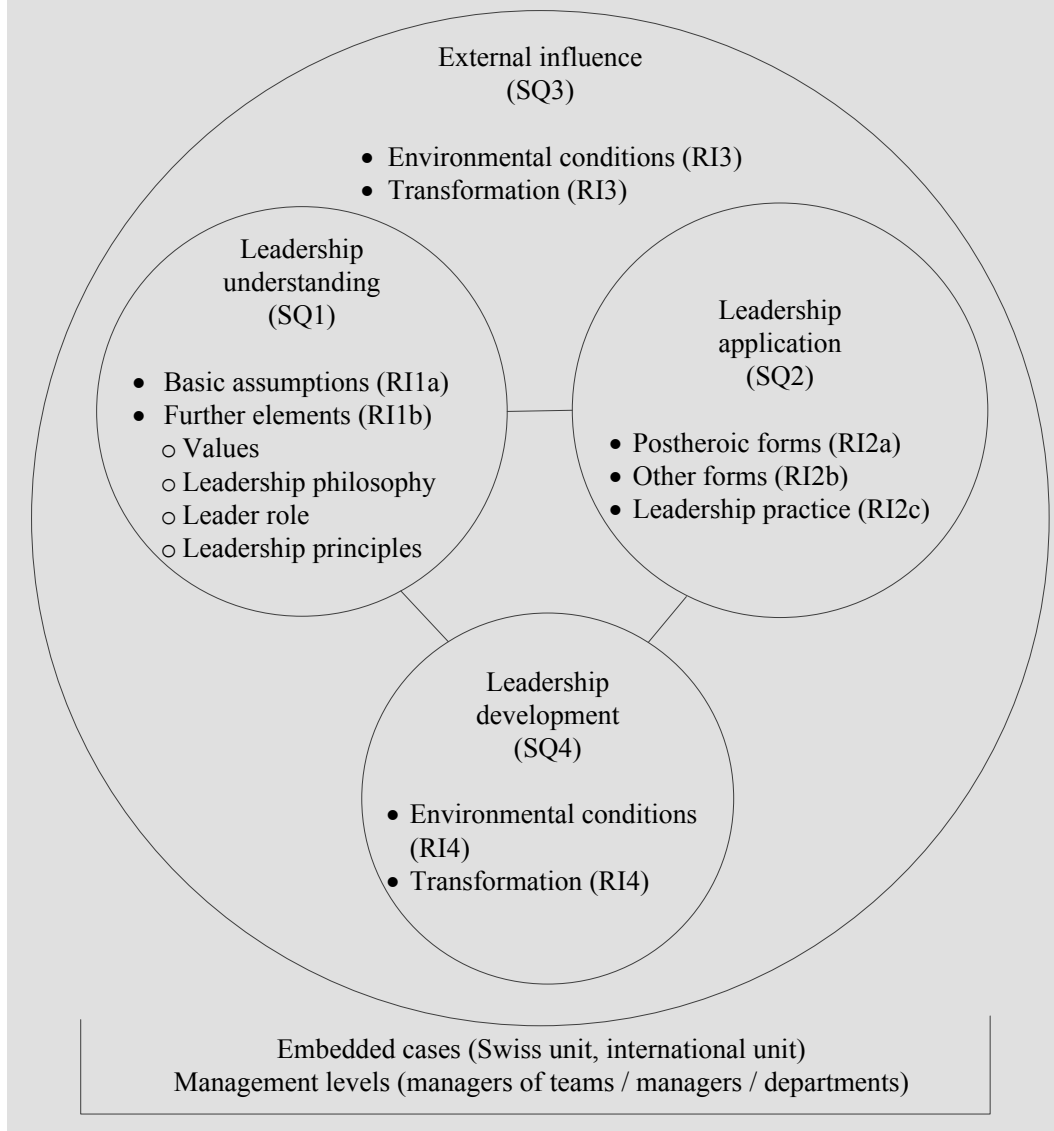 External influence
(SQ3)
• Environmental conditions (RI3)
• Transformation (RI3)
Leadership
understanding
(SQ1)
• Basic assumptions (RI1a)
• Further elements (RI1b)
o Values
o Leadership philosophy
o Leader role
o Leadership principles
Leadership
application
(SQ2)
• Postheroic forms (RI2a)
• Other forms (RI2b)
• Leadership practice (RI2c)
Leadership
development
(SQ4)
• Environmental conditions
(RI4)
• Transformation (RI4)
Embedded cases (Swiss unit, international unit)
Management levels (managers of teams / managers / departments)